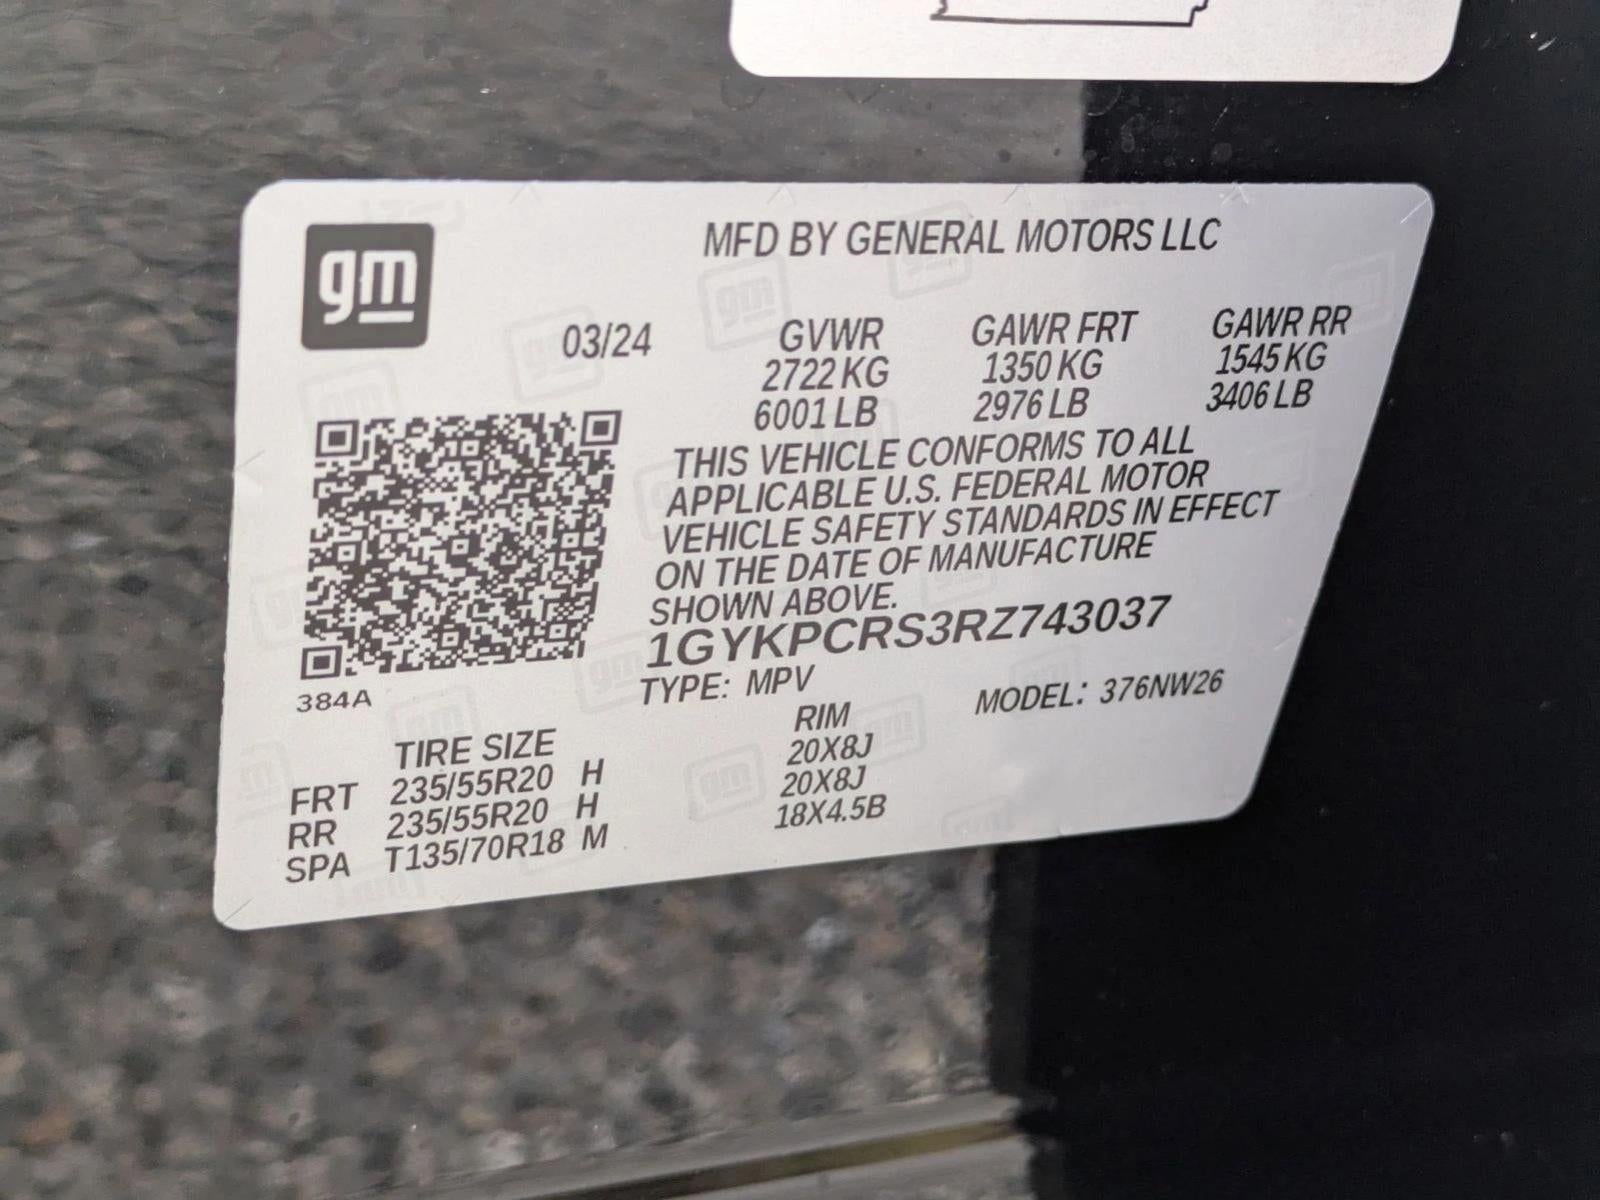 gm
MFD BY GENERAL MOTORS LLC
03/24 GVWR GAWR FRT GAWR RR
2722 KG 1350 KG 1545 KG
6001 LB 2976 LB 3406 LB
THIS VEHICLE CONFORMS TO ALL
APPLICABLE U.S. FEDERAL MOTOR
VEHICLE SAFETY STANDARDS IN EFFECT
ON THE DATE OF MANUFACTURE
SHOWN ABOVE.
1GYKPCRS3RZ743037
384A
TYPE: MPV MODEL: 376NW26
TIRE SIZE RIM
FRT 235/55R20 H 20X8J
RR 235/55R20 H 20X8J
SPA T135/70R18 M 18X4.5B